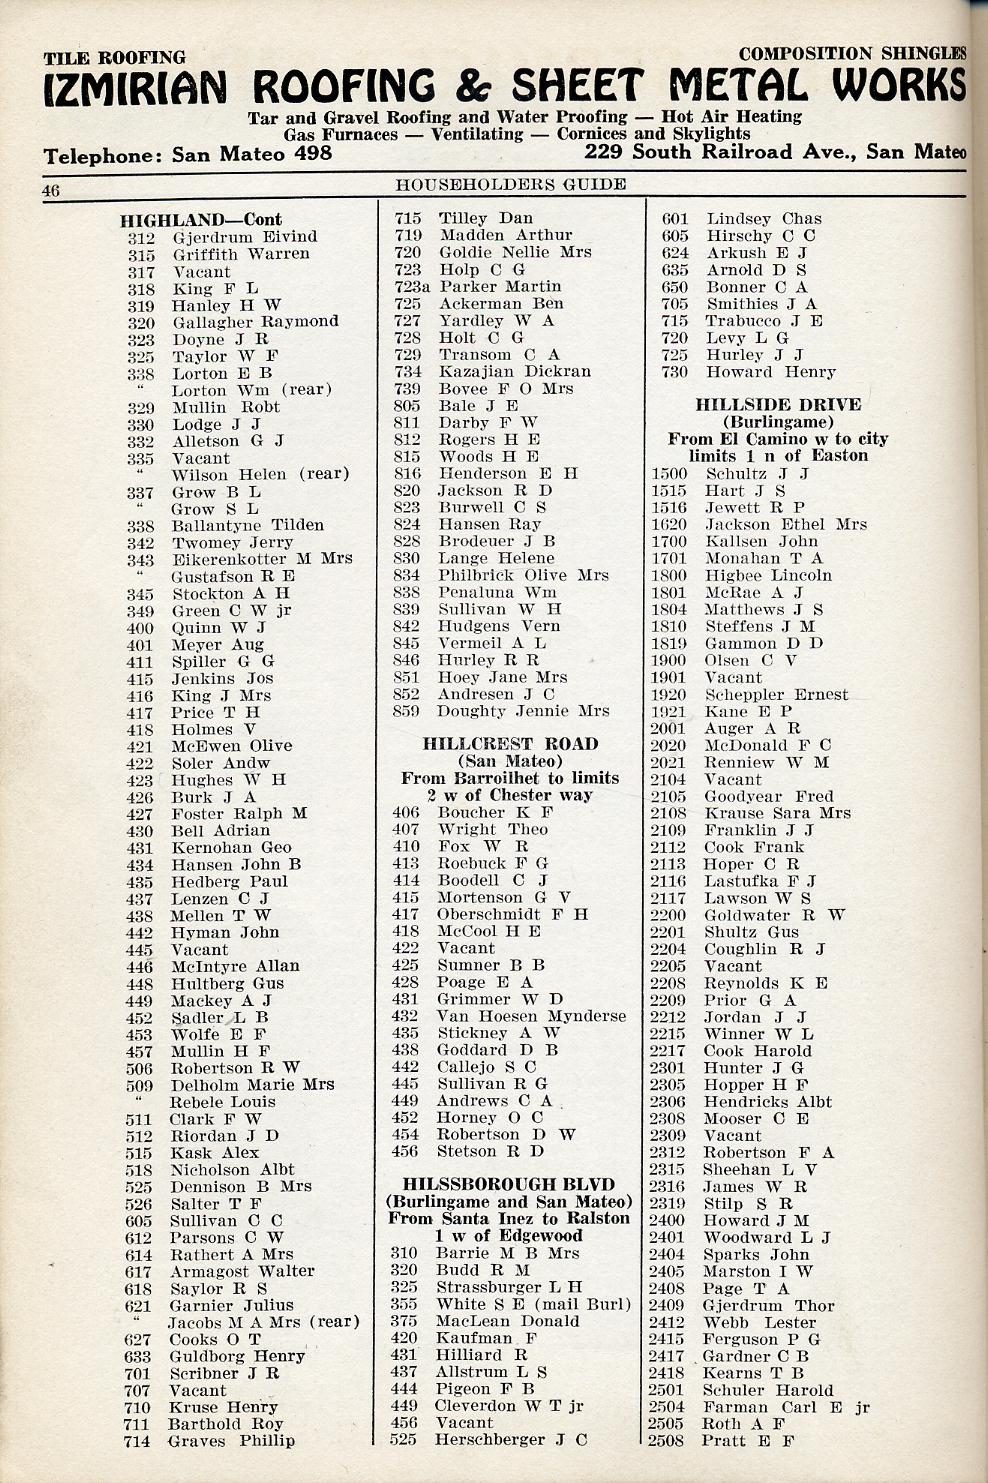 TILE ROOFING
COMPOSITION SHINGLES
IZMIRIAN ROOFING & SHEET METAL WORKS
Tar and Gravel Roofing and Water Proofing — Hot Air Heating
Gas Furnaces — Ventilating — Cornices and Skylights
Telephone: San Mateo 498
229 South Railroad Ave., San Mateo
46
HOUSEHOLDERS GUIDE
HIGHLAND—Cont
312 Gjerdrum Eivind
315 Griffith Warren
317 Vacant
318 King F L
319 Hanley H W
320 Gallagher Raymond
323 Doyne J R
325 Taylor W F
338 Lorton E B
" Lorton Wm (rear)
329 Mullin Robt
330 Lodge J J
332 Alletson G J
335 Vacant
" Wilson Helen (rear)
337 Grow B L
" Grow S L
338 Ballantyne Tilden
342 Twomey Jerry
343 Eikerenkotter M Mrs
" Gustafson R E
345 Stockton A H
349 Green C W jr
400 Quinn W J
401 Meyer Aug
411 Spiller G G
415 Jenkins Jos
416 King J Mrs
417 Price T H
418 Holmes V
421 McEwen Olive
422 Soler Andw
423 Hughes W H
426 Burk J A
427 Foster Ralph M
430 Bell Adrian
431 Kernohan Geo
434 Hansen John B
435 Hedberg Paul
437 Lenzen C J
438 Mellen T W
442 Hyman John
445 Vacant
446 McIntyre Allan
448 Hultberg Gus
449 Mackey A J
452 Sadler L B
453 Wolfe E F
457 Mullin H F
506 Robertson R W
509 Delholm Marie Mrs
" Rebele Louis
511 Clark F W
512 Riordan J D
515 Kask Alex
518 Nicholson Albt
525 Dennison B Mrs
526 Salter T F
605 Sullivan C C
612 Parsons C W
614 Rathert A Mrs
617 Armagost Walter
618 Saylor R S
621 Garnier Julius
" Jacobs M A Mrs (rear)
627 Cooks O T
633 Guldborg Henry
701 Scribner J R
707 Vacant
710 Kruse Henry
711 Barthold Roy
714 Graves Phillip
715 Tilley Dan
719 Madden Arthur
720 Goldie Nellie Mrs
723 Holp C G
723a Parker Martin
725 Ackerman Ben
727 Yardley W A
728 Holt C G
729 Transom C A
734 Kazajian Dickran
739 Bovee F O Mrs
805 Bale J E
811 Darby F W
812 Rogers H E
815 Woods H E
816 Henderson E H
820 Jackson R D
823 Burwell C S
824 Hansen Ray
828 Brodeuer J B
830 Lange Helene
834 Philbrick Olive Mrs
838 Penaluna Wm
839 Sullivan W H
842 Hudgens Vern
845 Vermeil A L
846 Hurley R R
851 Hoey Jane Mrs
852 Andresen J C
859 Doughty Jennie Mrs
HILLCREST ROAD
(San Mateo)
From Barroilhet to limits
2 w of Chester way
406 Boucher K F
407 Wright Theo
410 Fox W R
413 Roebuck F G
414 Boodell C J
415 Mortenson G V
417 Oberschmidt F H
418 McCool H E
422 Vacant
425 Sumner B B
428 Poage E A
431 Grimmer W D
432 Van Hoesen Mynderse
435 Stickney A W
438 Goddard D B
442 Callejo S C
445 Sullivan R G
449 Andrews C A
452 Horney O C
454 Robertson D W
456 Stetson R D
HILSSBOROUGH BLVD
(Burlingame and San Mateo)
From Santa Inez to Ralston
1 w of Edgewood
310 Barrie M B Mrs
320 Budd R M
325 Strassburger L H
355 White S E (mail Burl)
375 MacLean Donald
420 Kaufman F
431 Hilliard R
437 Allstrum L S
444 Pigeon F B
449 Cleverdon W T jr
456 Vacant
525 Herschberger J C
601 Lindsey Chas
605 Hirschy C C
624 Arkush E J
635 Arnold D S
650 Bonner C A
705 Smithies J A
715 Trabucco J E
720 Levy L G
725 Hurley J J
730 Howard Henry
HILLSIDE DRIVE
(Burlingame)
From El Camino w to city
limits 1 n of Easton
1500 Schultz J J
1515 Hart J S
1516 Jewett R P
1620 Jackson Ethel Mrs
1700 Kallsen John
1701 Monahan T A
1800 Higbee Lincoln
1801 McRae A J
1804 Matthews J S
1810 Steffens J M
1819 Gammon D D
1900 Olsen C V
1901 Vacant
1920 Scheppler Ernest
1921 Kane E P
2001 Auger A R
2020 McDonald F C
2021 Renniew W M
2104 Vacant
2105 Goodyear Fred
2108 Krause Sara Mrs
2109 Franklin J J
2112 Cook Frank
2113 Hoper C R
2116 Lastufka F J
2117 Lawson W S
2200 Goldwater R W
2201 Shultz Gus
2204 Coughlin R J
2205 Vacant
2208 Reynolds K E
2209 Prior G A
2212 Jordan J J
2215 Winner W L
2217 Cook Harold
2301 Hunter J G
2305 Hopper H F
2306 Hendricks Albt
2308 Mooser C E
2309 Vacant
2312 Robertson F A
2315 Sheehan L V
2316 James W R
2319 Stilp S R
2400 Howard J M
2401 Woodward L J
2404 Sparks John
2405 Marston I W
2408 Page T A
2409 Gjerdrum Thor
2412 Webb Lester
2415 Ferguson P G
2417 Gardner C B
2418 Kearns T B
2501 Schuler Harold
2504 Farman Carl E jr
2505 Roth A F
2508 Pratt E F